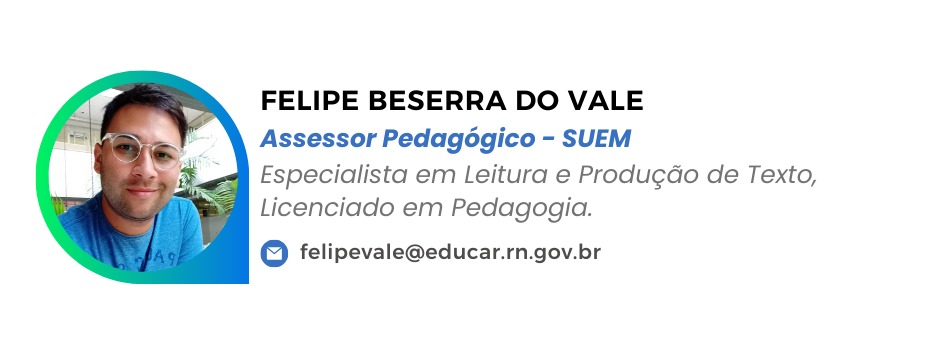 FELIPE BESERRA DO VALE
Assessor Pedagógico - SUEM
Especialista em Leitura e Produção de Texto,
Licenciado em Pedagogia.
felipevale@educar.rn.gov.br